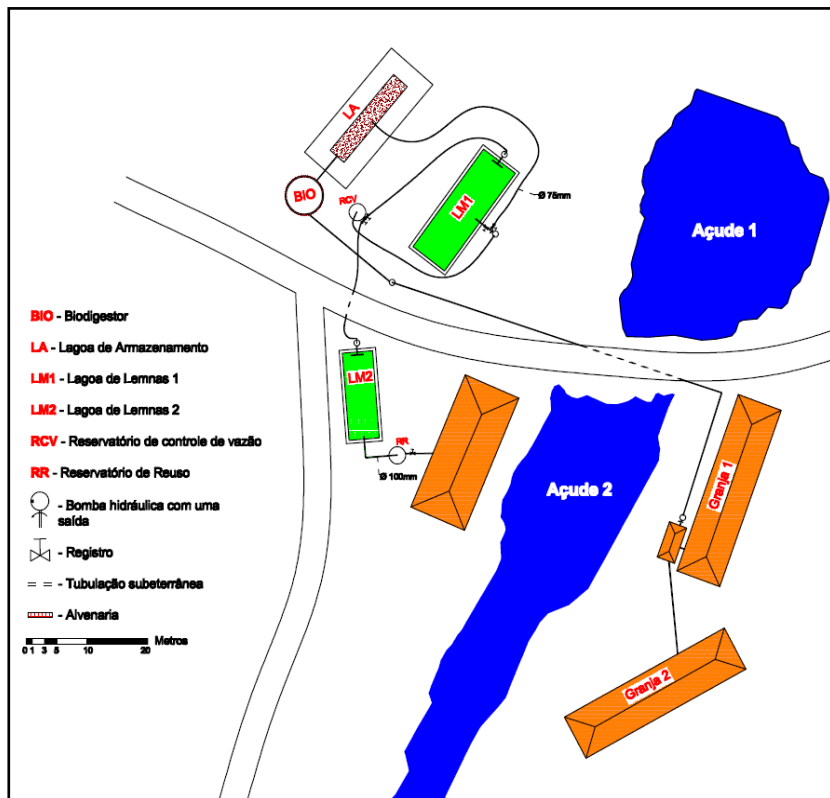 LA
BIO
RCV
LM1
Ø 75mm
Açude 1
BIO - Biodigestor
LA - Lagoa de Armazenamento
LM1 - Lagoa de Lemnas 1
LM2 - Lagoa de Lemnas 2
RCV - Reservatório de controle de vazão
RR - Reservatório de Reuso
- Bomba hidráulica com uma
saída
- Registro
- Tubulação subeterrânea
- Alvenaria
Metros
0 1 3 5 10 20
LM2
RR
Ø 100mm
Açude 2
Granja 1
Granja 2